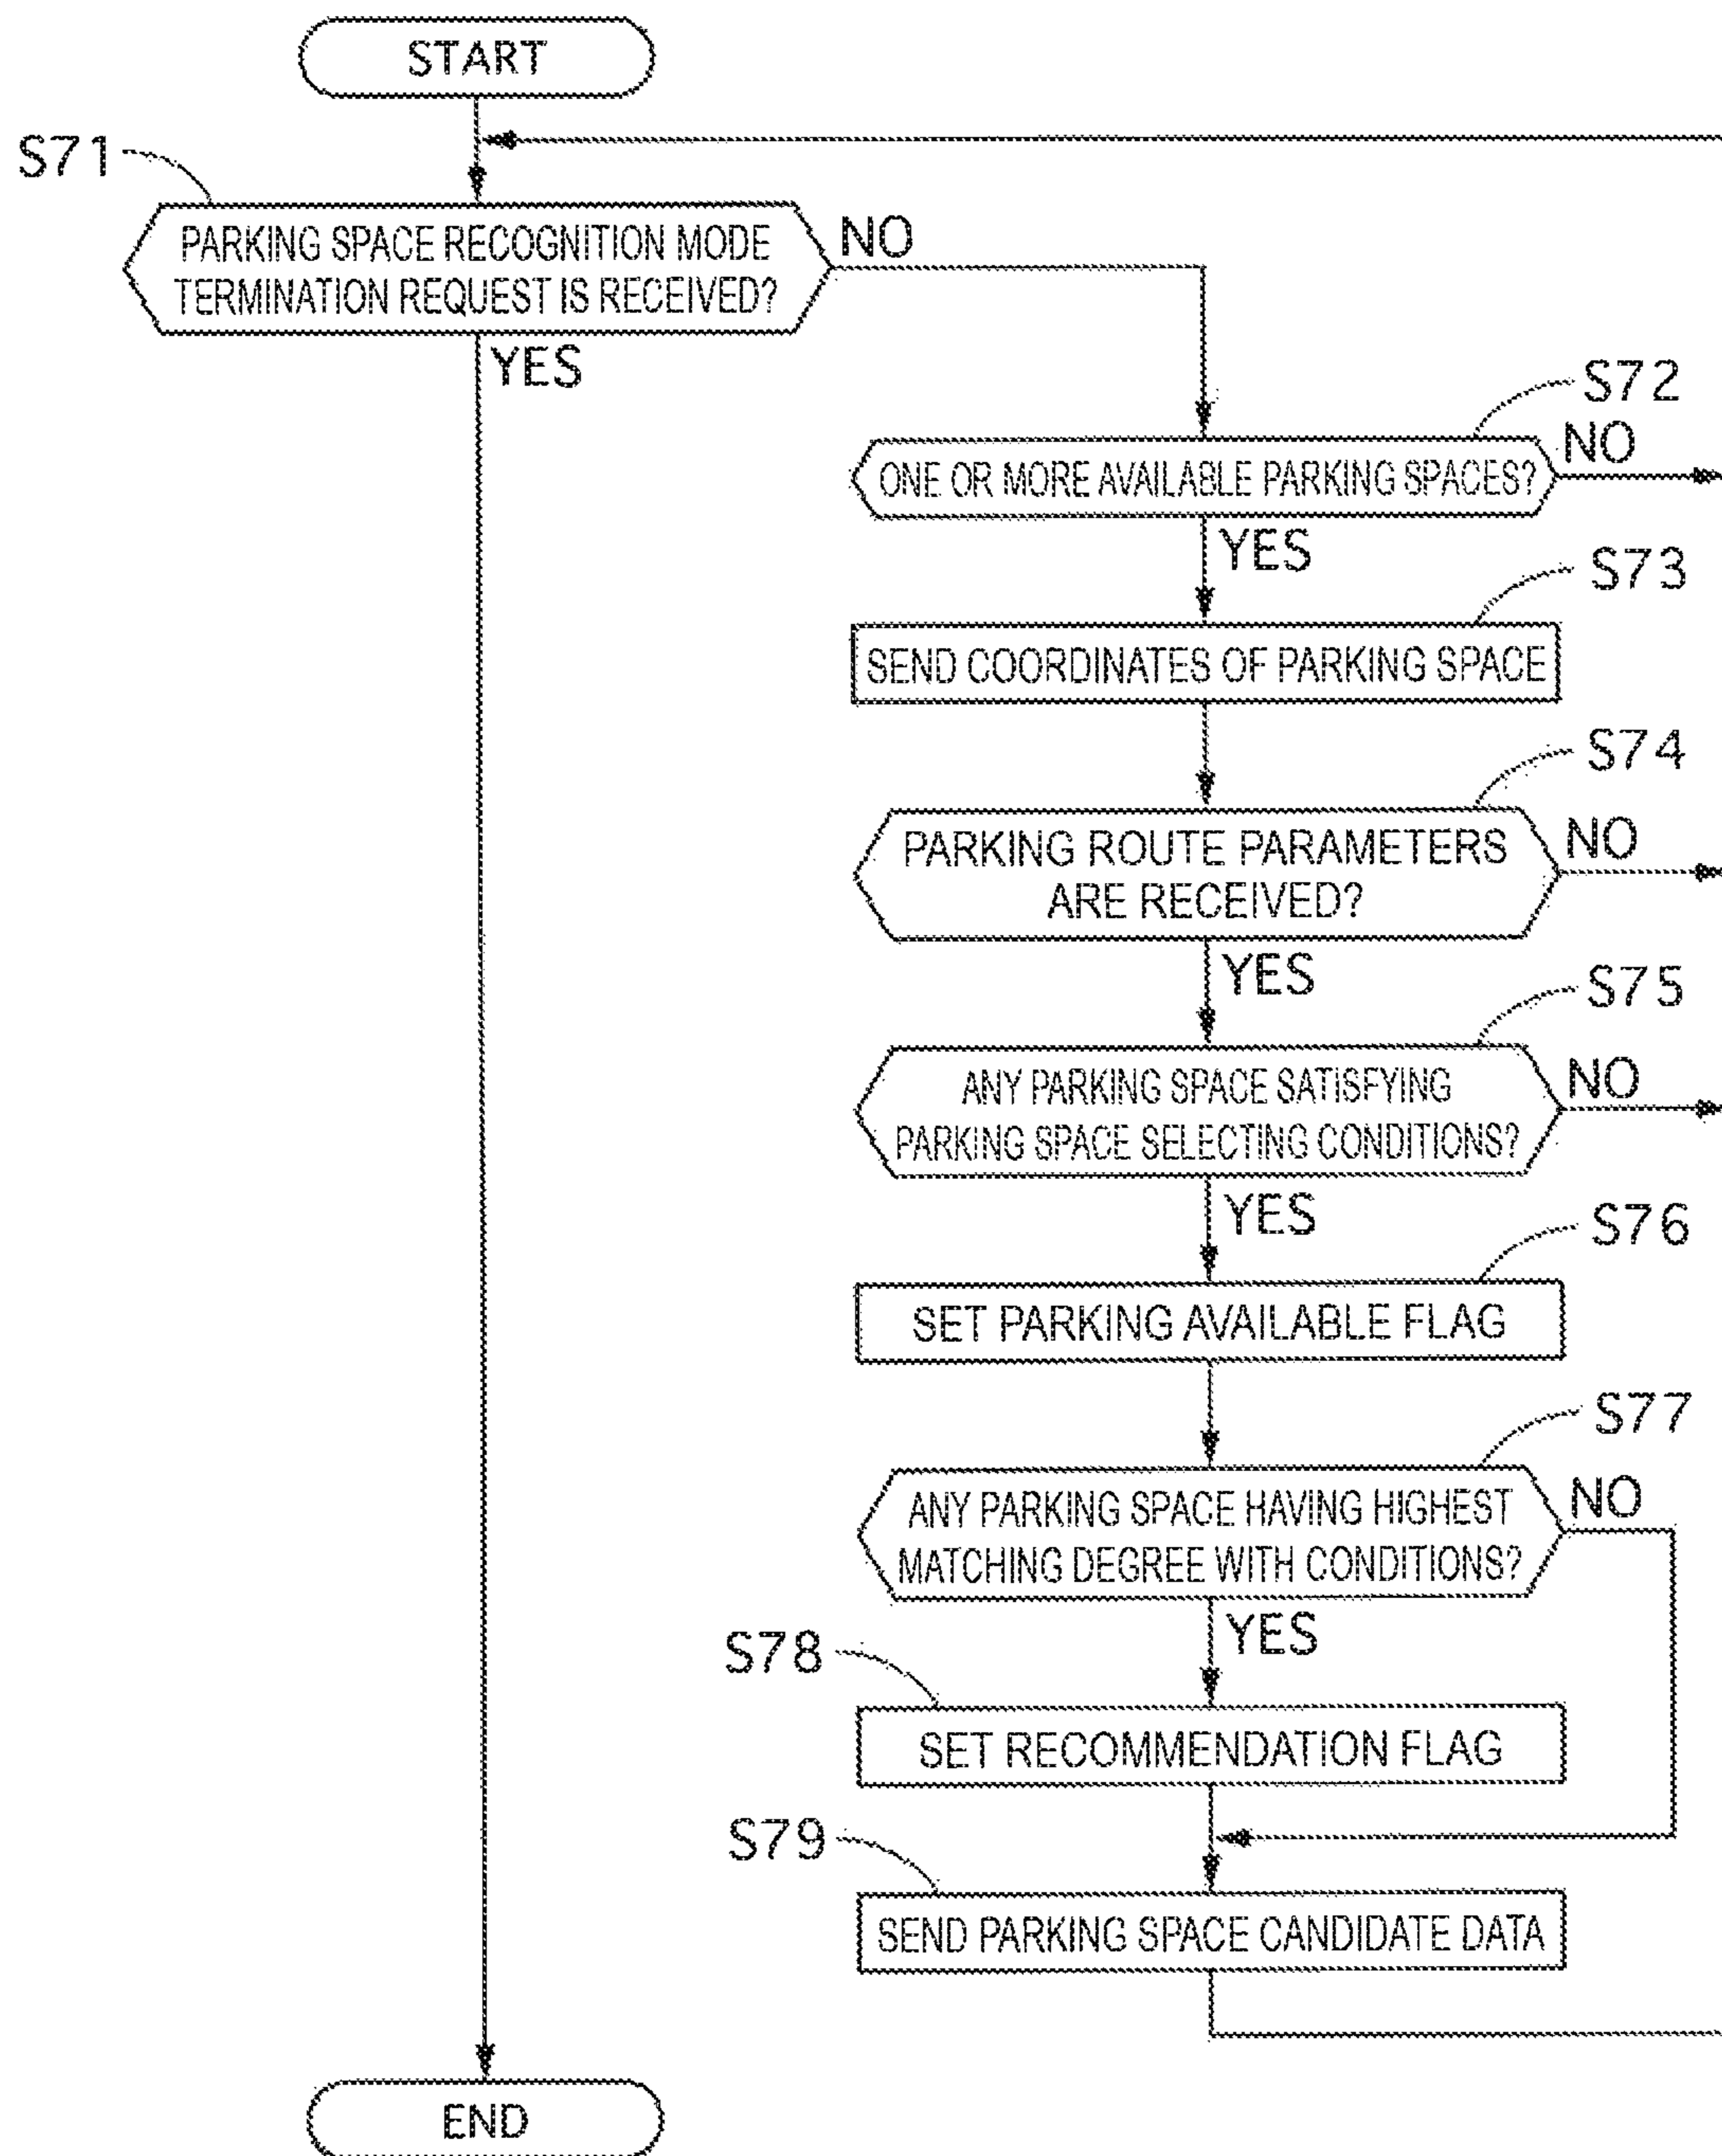 START
S71
PARKING SPACE RECOGNITION MODE
TERMINATION REQUEST IS RECEIVED?
NO
YES
S72
ONE OR MORE AVAILABLE PARKING SPACES?
NO
YES
S73
SEND COORDINATES OF PARKING SPACE
S74
PARKING ROUTE PARAMETERS
ARE RECEIVED?
NO
YES
S75
ANY PARKING SPACE SATISFYING
PARKING SPACE SELECTING CONDITIONS?
NO
YES
S76
SET PARKING AVAILABLE FLAG
S77
ANY PARKING SPACE HAVING HIGHEST
MATCHING DEGREE WITH CONDITIONS?
NO
YES
S78
SET RECOMMENDATION FLAG
S79
SEND PARKING SPACE CANDIDATE DATA
END